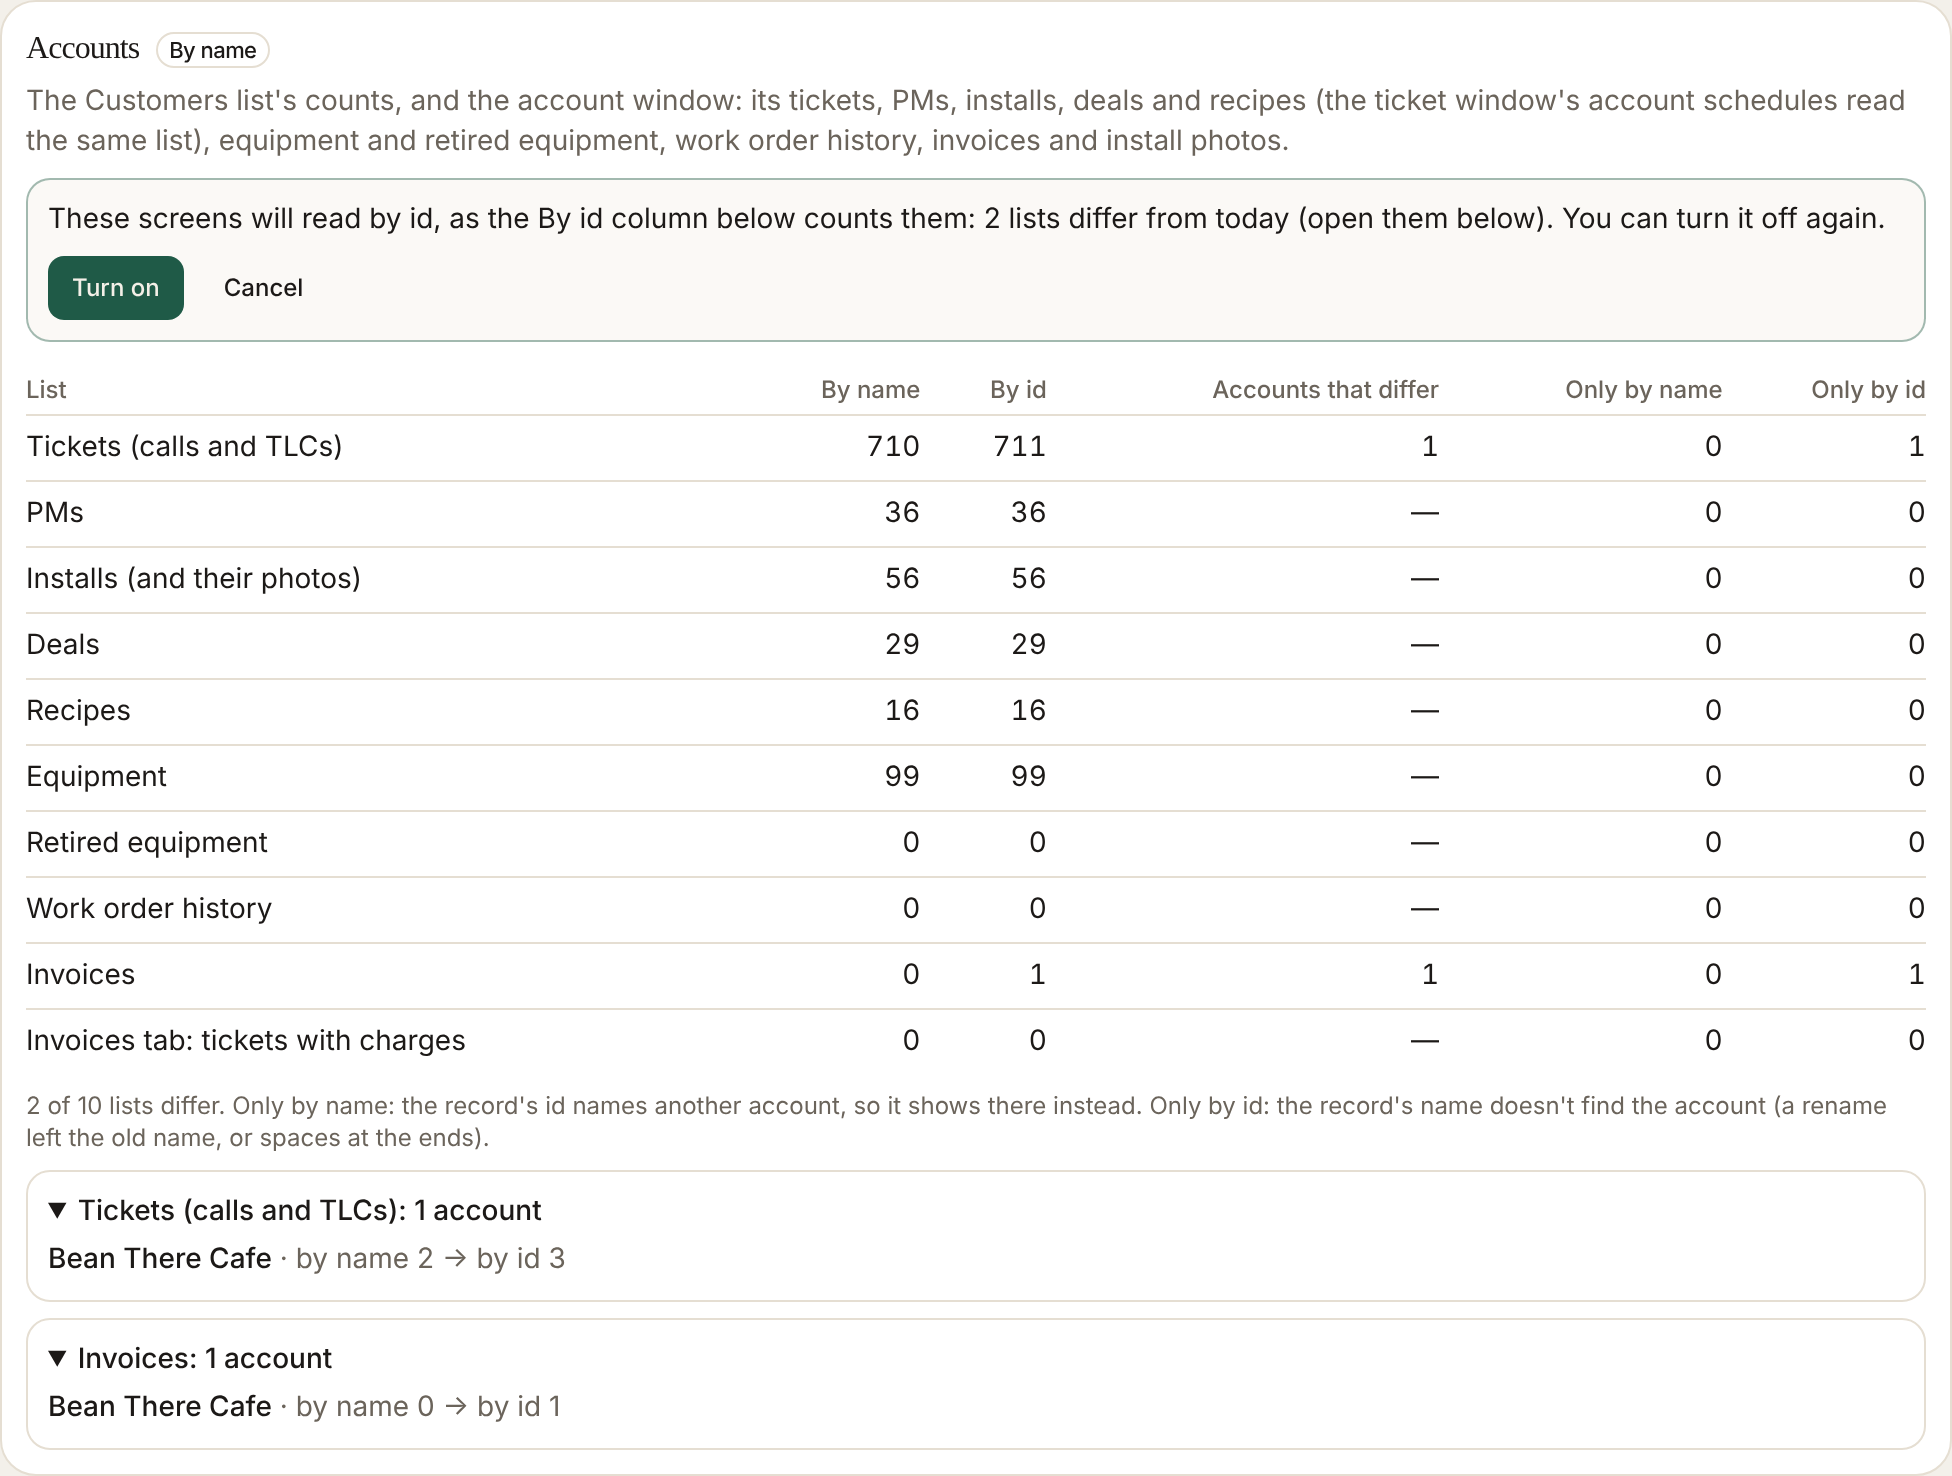 Accounts By name
The Customers list's counts, and the account window: its tickets, PMs, installs, deals and recipes (the ticket window's account schedules read
the same list), equipment and retired equipment, work order history, invoices and install photos.
These screens will read by id, as the By id column below counts them: 2 lists differ from today (open them below). You can turn it off again.
Turn on Cancel
List By name By id Accounts that differ Only by name Only by id
Tickets (calls and TLCs) 710 711 1 0 1
PMs 36 36 — 0 0
Installs (and their photos) 56 56 — 0 0
Deals 29 29 — 0 0
Recipes 16 16 — 0 0
Equipment 99 99 — 0 0
Retired equipment 0 0 — 0 0
Work order history 0 0 — 0 0
Invoices 0 1 1 0 1
Invoices tab: tickets with charges 0 0 — 0 0
2 of 10 lists differ. Only by name: the record's id names another account, so it shows there instead. Only by id: the record's name doesn't find the account (a rename
left the old name, or spaces at the ends).
▼ Tickets (calls and TLCs): 1 account
Bean There Cafe · by name 2 → by id 3
▼ Invoices: 1 account
Bean There Cafe · by name 0 → by id 1